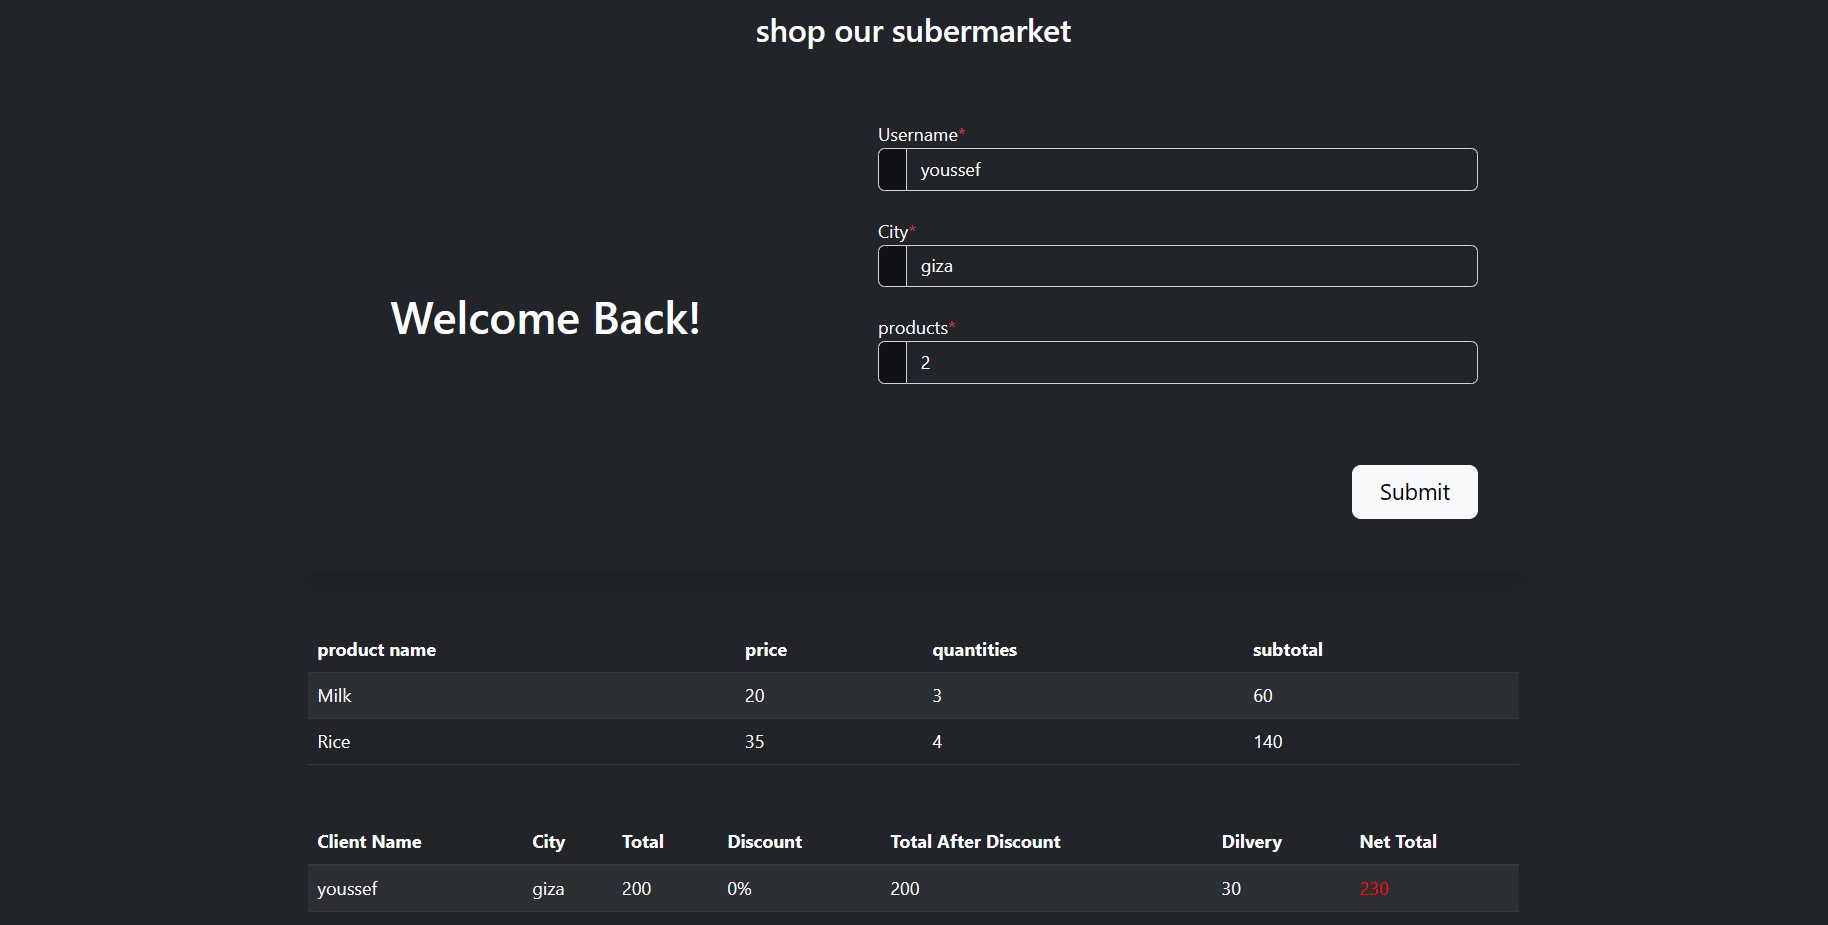 shop our subermarket
Username*
youssef
City*
giza
Welcome Back!
products*
2
Submit
product name price quantities subtotal
Milk 20 3 60
Rice 35 4 140
Client Name City Total Discount Total After Discount Dilvery Net Total
youssef giza 200 0% 200 30 230